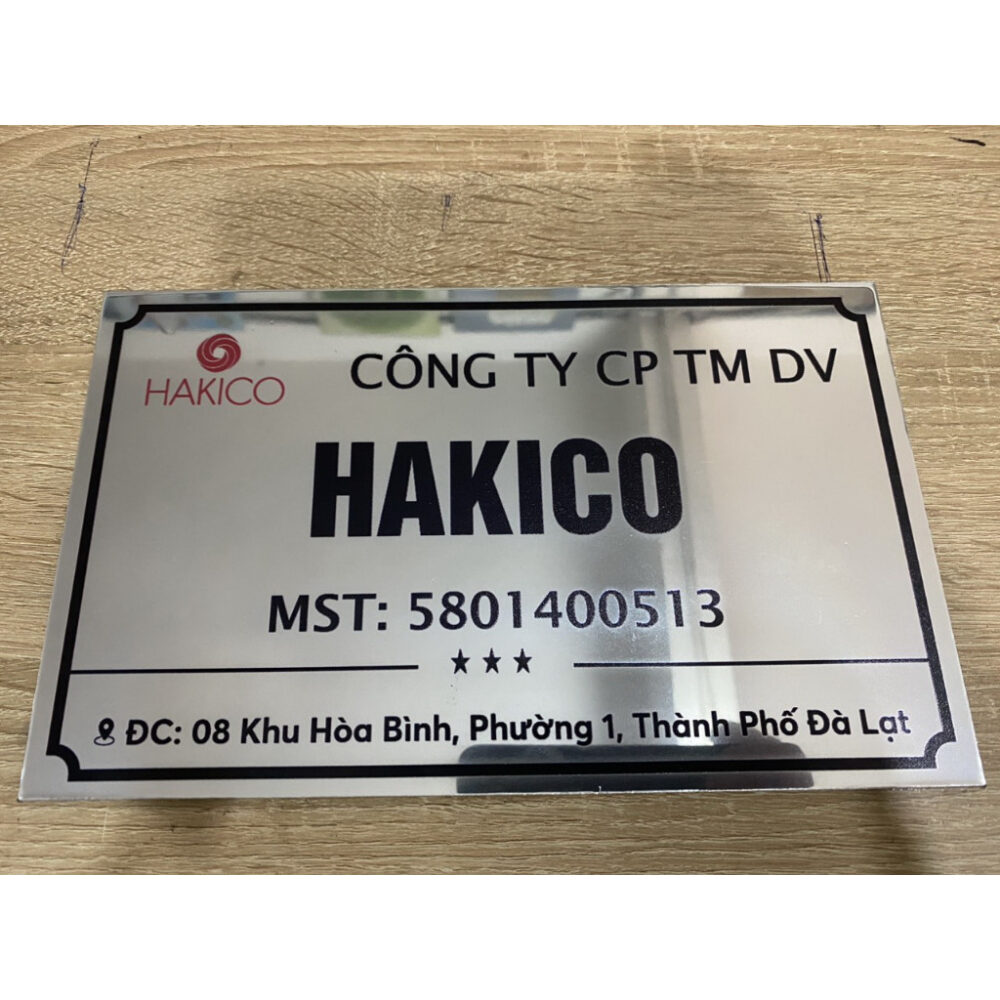 HAKICO
CÔNG TY CP TM DV
HAKICO
MST: 5801400513
ĐC: 08 Khu Hòa Bình, Phường 1, Thành Phố Đà Lạt